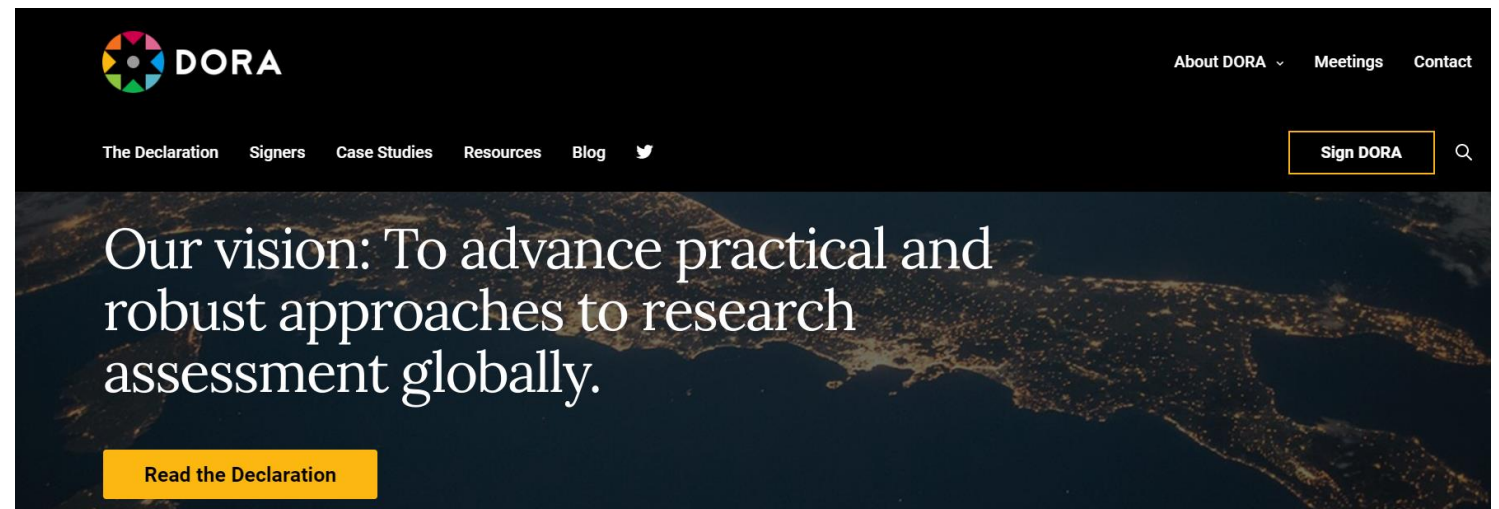 DORA
About DORA Meetings Contact
The Declaration Signers Case Studies Resources Blog
Sign DORA
Our vision: To advance practical and
robust approaches to research
assessment globally.
Read the Declaration